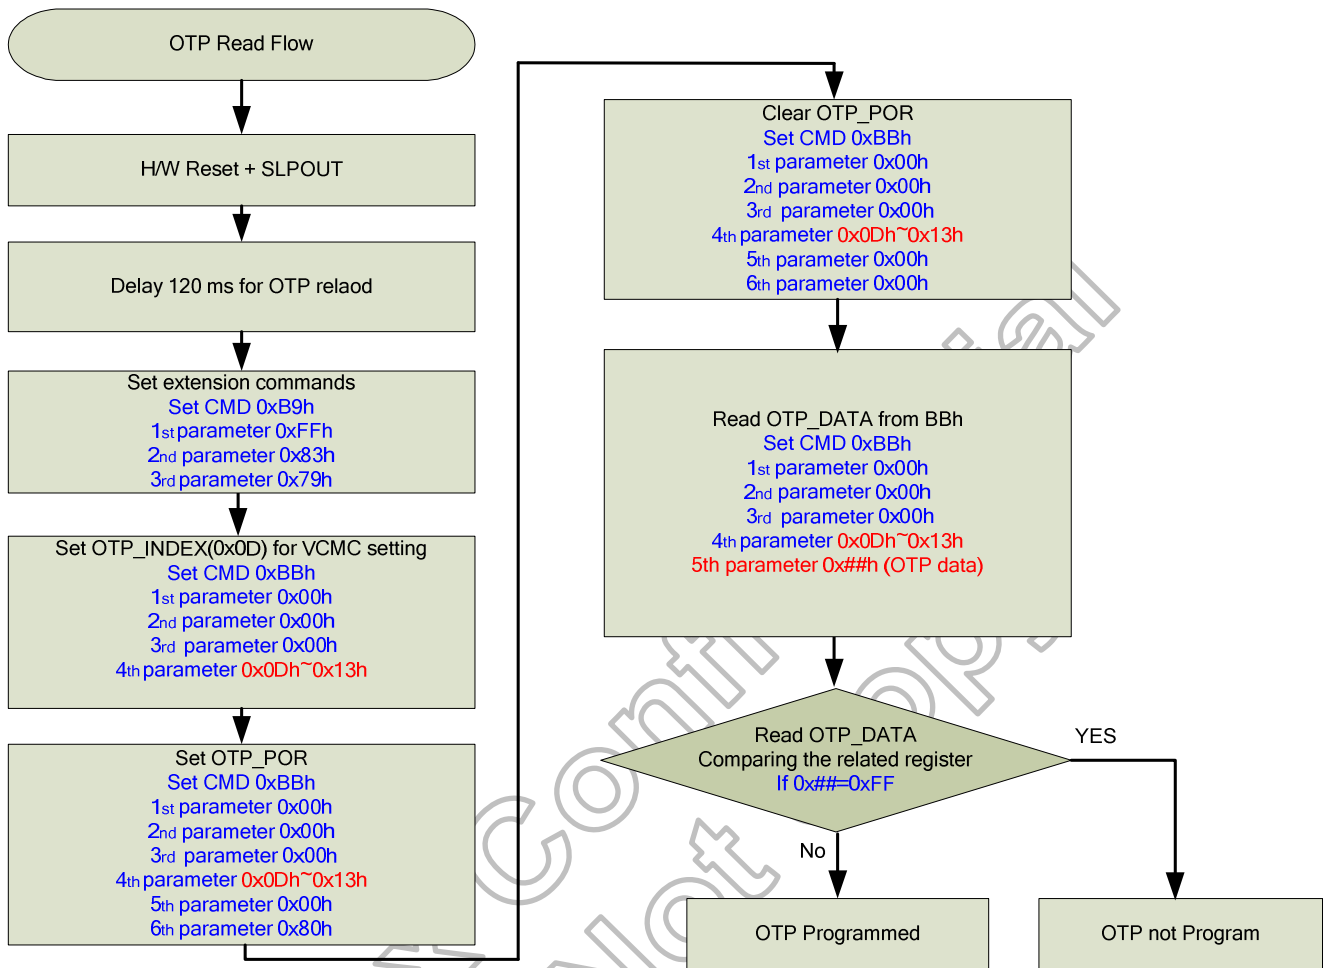 OTP Read Flow
H/W Reset + SLPOUT
Delay 120 ms for OTP relaod
Set extension commands
Set CMD 0xB9h
1st parameter 0xFFh
2nd parameter 0x83h
3rd parameter 0x79h
Set OTP_INDEX(0x0D) for VCMC setting
Set CMD 0xBBh
1st parameter 0x00h
2nd parameter 0x00h
3rd parameter 0x00h
4th parameter 0x0Dh~0x13h
Set OTP_POR
Set CMD 0xBBh
1st parameter 0x00h
2nd parameter 0x00h
3rd parameter 0x00h
4th parameter 0x0Dh~0x13h
5th parameter 0x00h
6th parameter 0x80h
Clear OTP_POR
Set CMD 0xBBh
1st parameter 0x00h
2nd parameter 0x00h
3rd parameter 0x00h
4th parameter 0x0Dh~0x13h
5th parameter 0x00h
6th parameter 0x00h
Read OTP_DATA from BBh
Set CMD 0xBBh
1st parameter 0x00h
2nd parameter 0x00h
3rd parameter 0x00h
4th parameter 0x0Dh~0x13h
5th parameter 0x##h (OTP data)
Read OTP_DATA
Comparing the related register
If 0x##=0xFF
YES
No
OTP Programmed
OTP not Program
Not